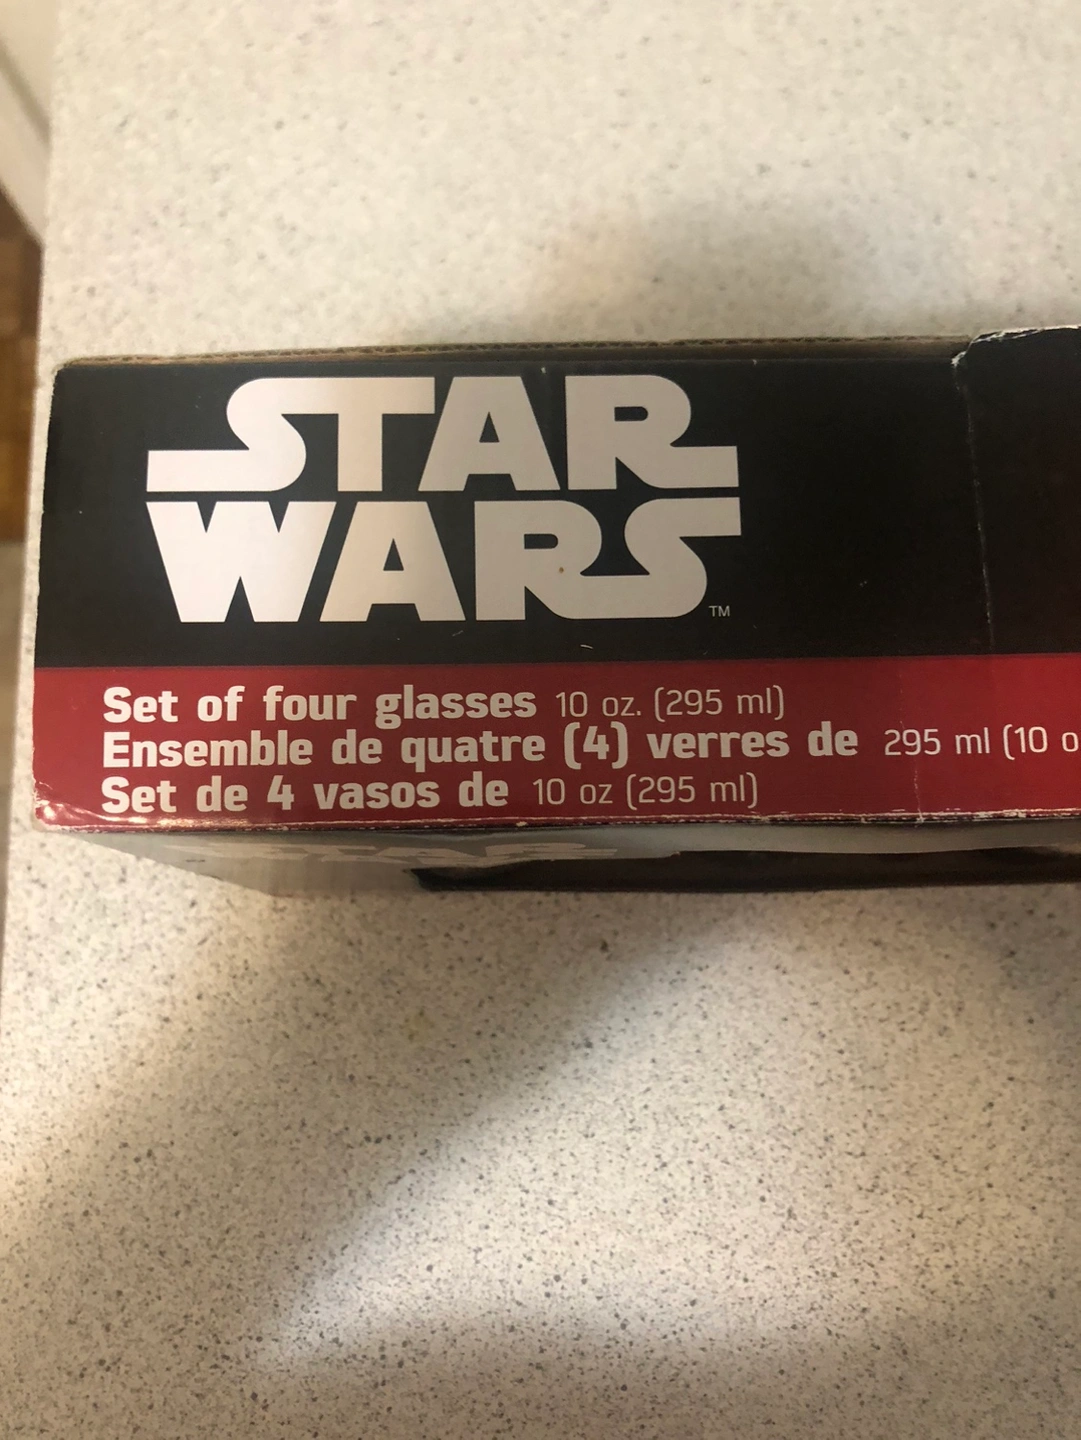 STAR
WARS
TM
Set of four glasses 10 oz. (295 ml)
Ensemble de quatre (4) verres de 295 ml (10 o
Set de 4 vasos de 10 oz (295 ml)